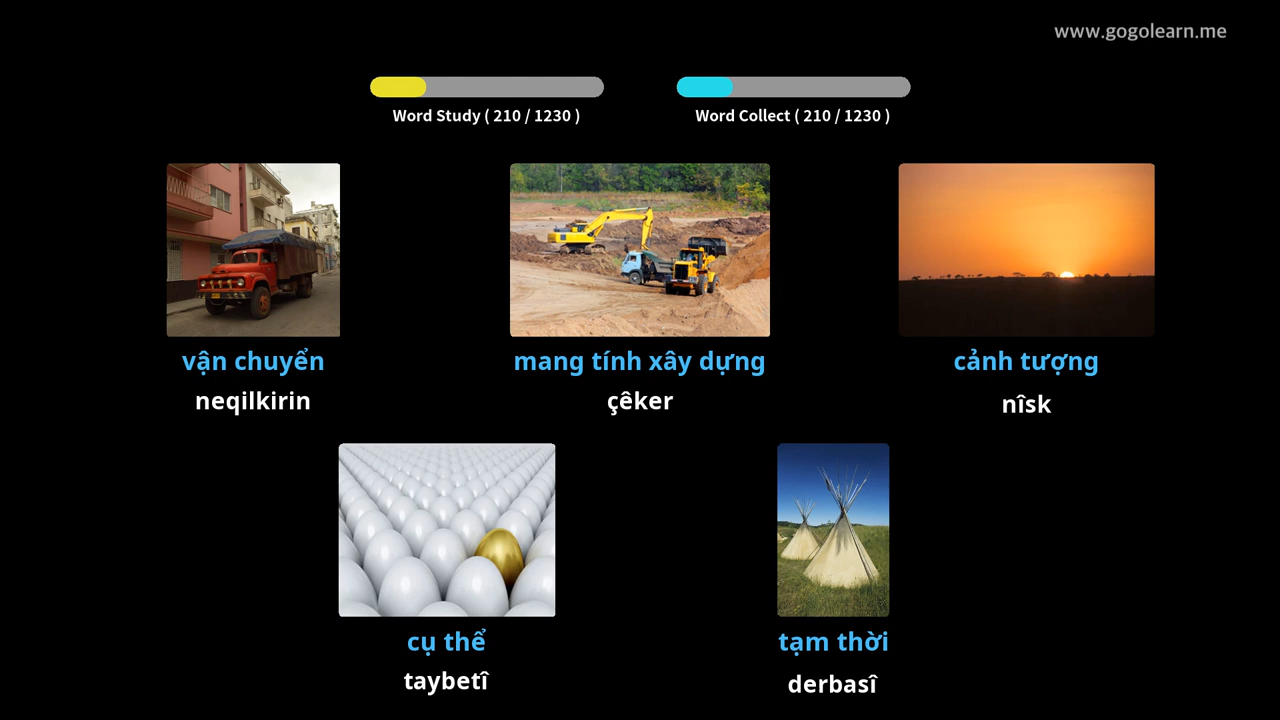 www.gogolearn.me
Word Study ( 210 / 1230 )
Word Collect ( 210 / 1230 )
vận chuyển
neqilkirin
mang tính xây dựng
çêker
cảnh tượng
nîsk
cụ thể
taybetî
tạm thời
derbasî